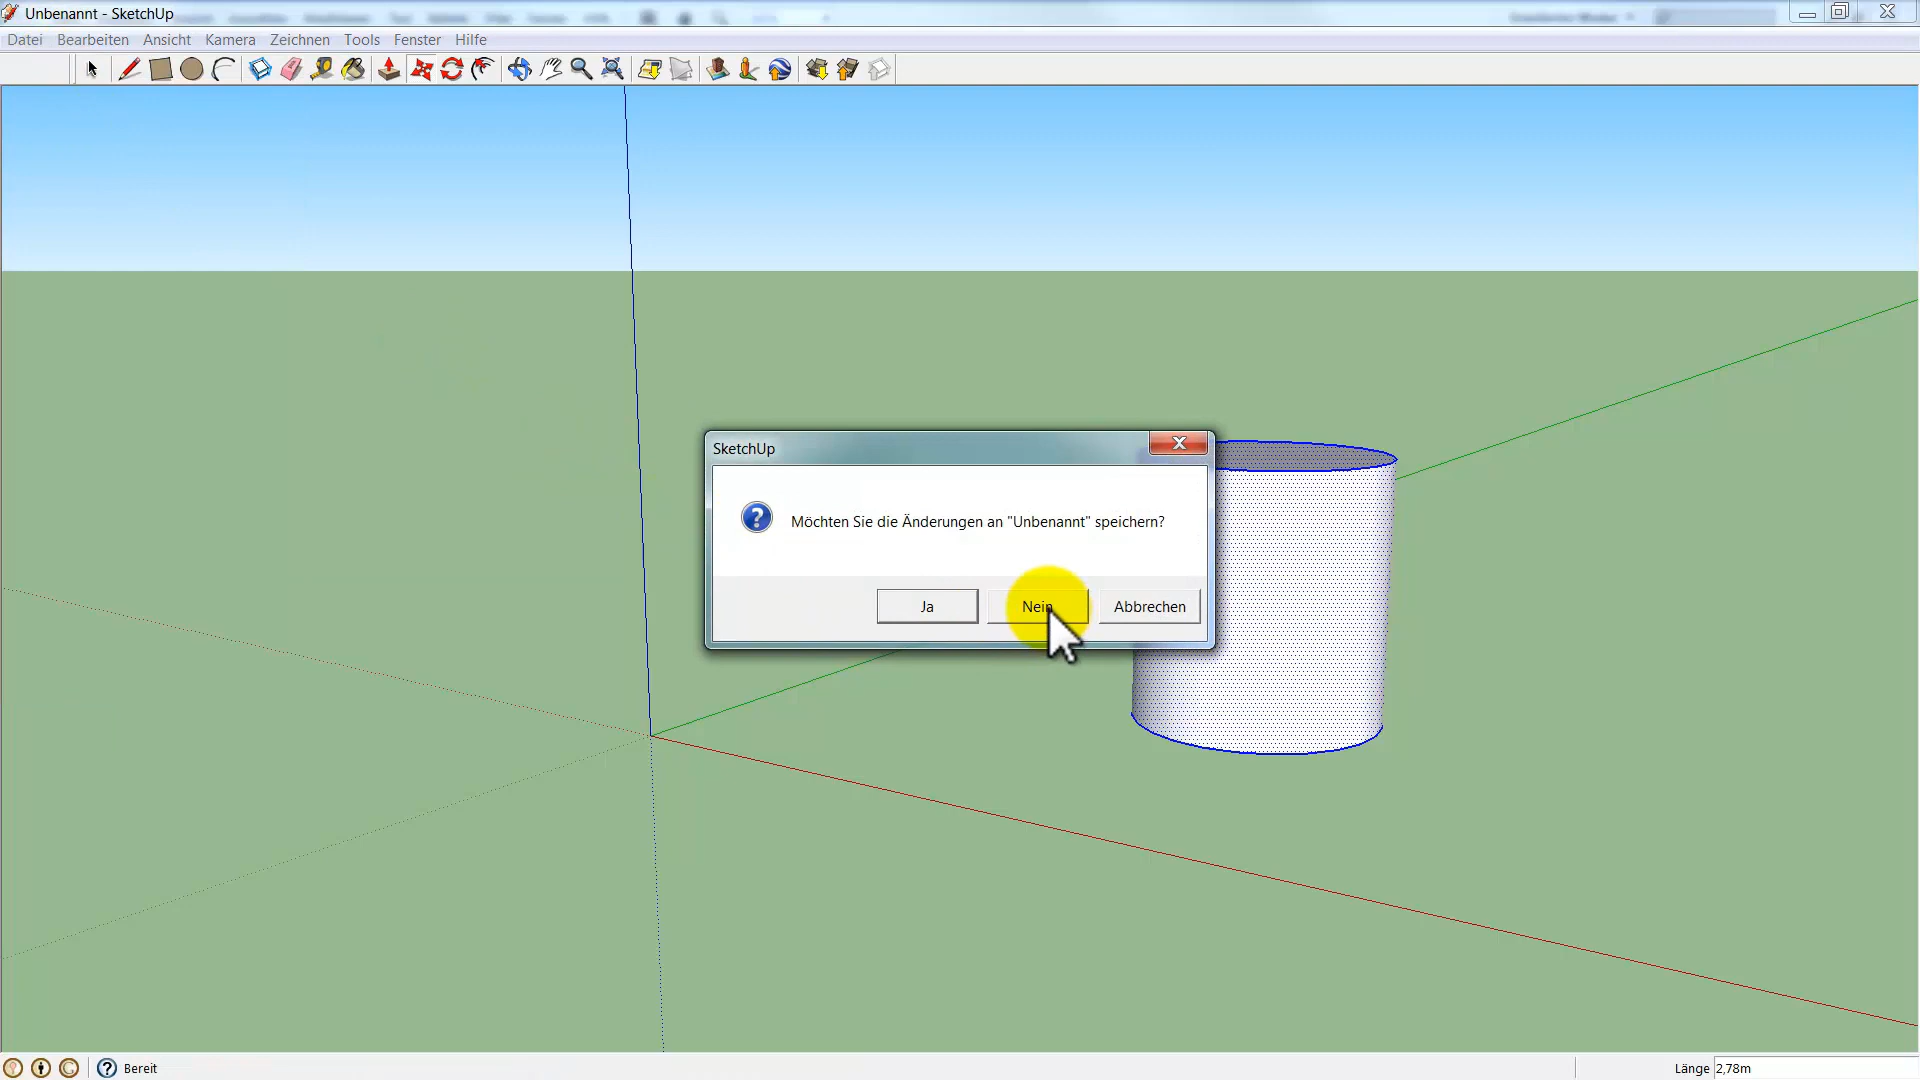 Unbenannt - SketchUp
Datei Bearbeiten Ansicht Kamera Zeichnen Tools Fenster Hilfe
SketchUp
Möchten Sie die Änderungen an "Unbenannt" speichern?
Ja Nein Abbrechen
Bereit
Länge 2,78m